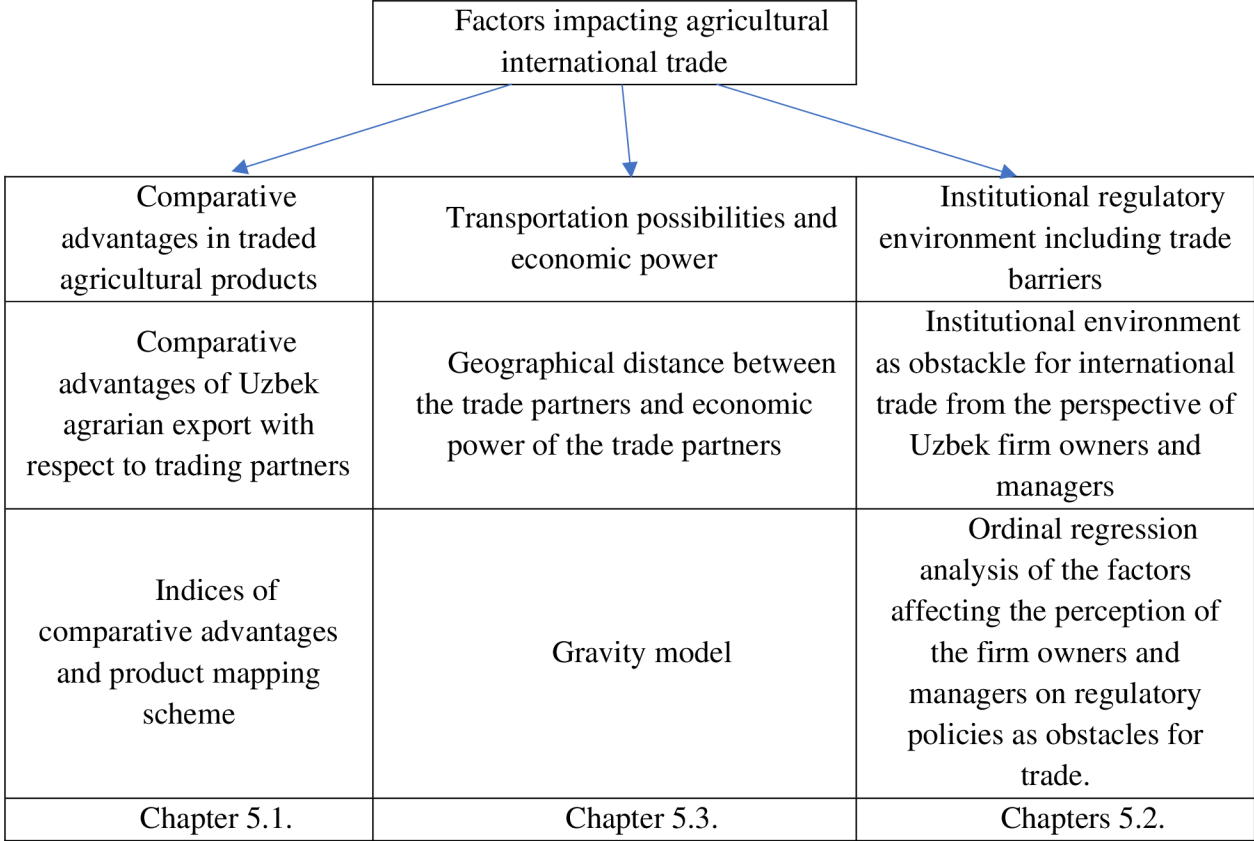 Factors impacting agricultural
international trade
Comparative
advantages in traded
agricultural products
Transportation possibilities and
economic power
Institutional regulatory
environment including trade
barriers
Comparative
advantages of Uzbek
agrarian export with
respect to trading partners
Geographical distance between
the trade partners and economic
power of the trade partners
Institutional environment
as obstackle for international
trade from the perspective of
Uzbek firm owners and
managers
Indices of
comparative advantages
and product mapping
scheme
Gravity model
Ordinal regression
analysis of the factors
affecting the perception of
the firm owners and
managers on regulatory
policies as obstacles for
trade.
Chapter 5.1.
Chapter 5.3.
Chapters 5.2.